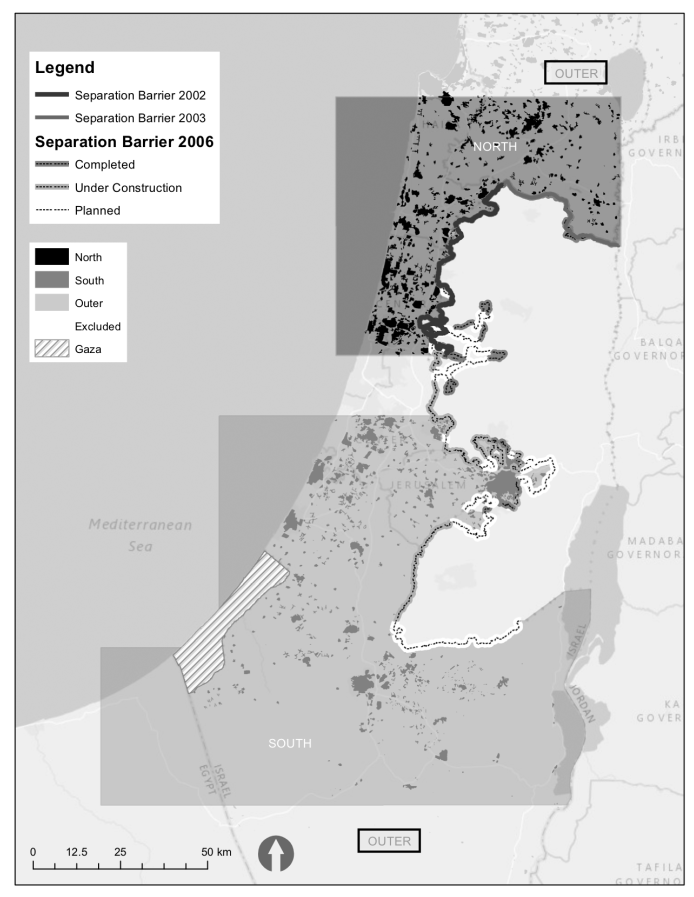 Legend
Separation Barrier 2002
Separation Barrier 2003
Separation Barrier 2006
Completed
Under Construction
Planned
North
South
Outer
Excluded
Gaza
OUTER
NORTH
IRB
GOVERN
BALQA
GOVERNOR
JERUSALEM
Mediterranean
Sea
MADABA
GOVERNOR
ISRAEL
JORDAN
KA
GOVER
SOUTH
ISRAEL
EGYPT
OUTER
0 12.5 25 50 km
TAFILA
GOVERNO